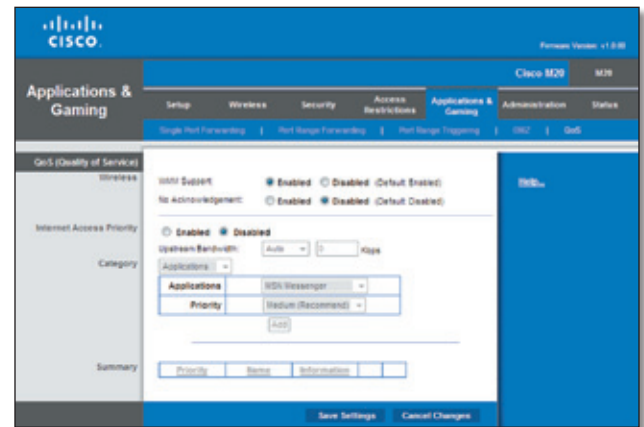 CISCO
Firmware Version: v1.0.00
Cisco M20 M20
Applications & Gaming
Setup Wireless Security Access Restrictions Applications & Gaming Administration Status
Single Port Forwarding | Port Range Forwarding | Port Range Triggering | DMZ | QoS
QoS (Quality of Service)
Wireless
WMM Support: Enabled Disabled (Default: Enabled)
No Acknowledgement: Enabled Disabled (Default: Disabled)
Help...
Internet Access Priority
Enabled Disabled
Upstream Bandwidth: Auto 0 Kbps
Category
Applications
Applications MSN Messenger
Priority Medium (Recommend)
Add
Summary
Priority Name Information
Save Settings Cancel Changes